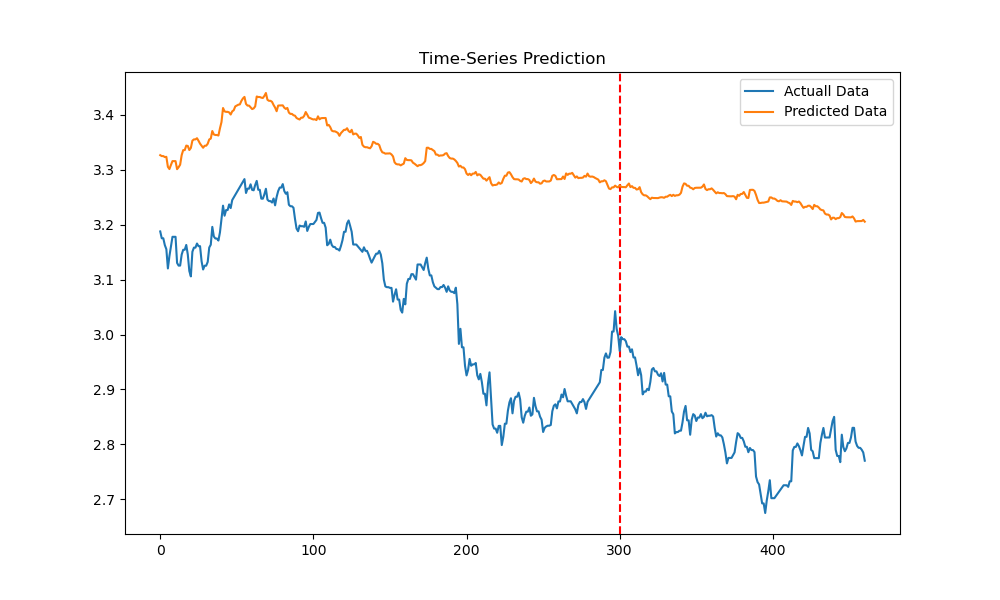 Time-Series Prediction
Actuall Data
Predicted Data
3.4
3.3
3.2
3.1
3.0
2.9
2.8
2.7
0 100 200 300 400